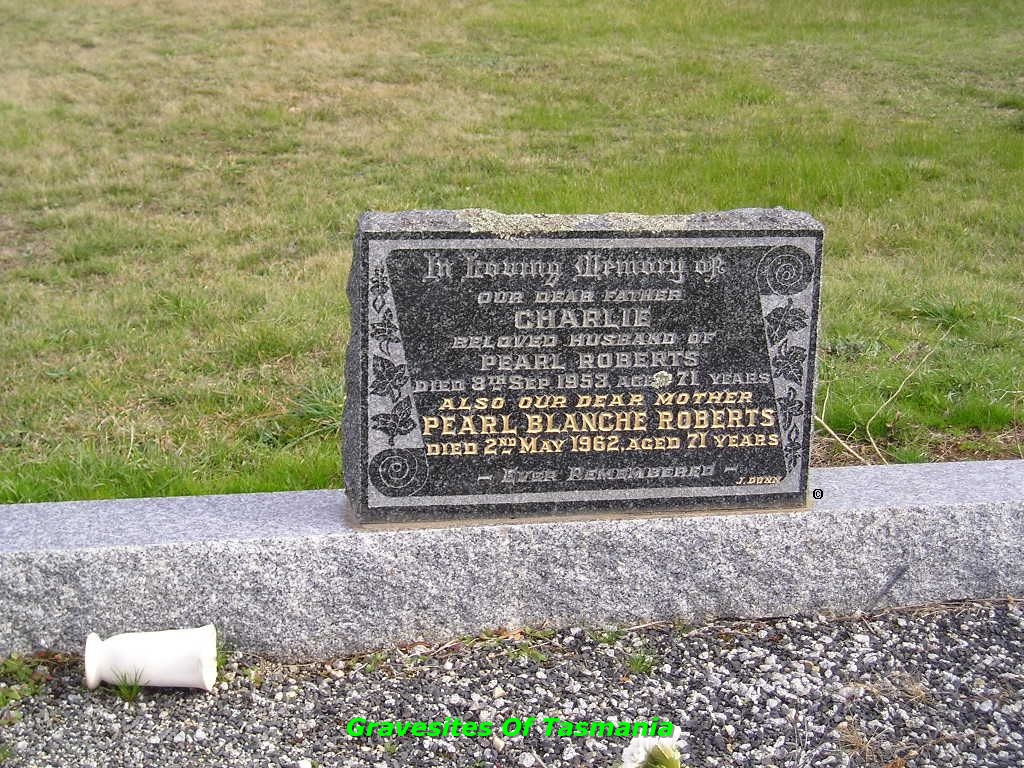 In Loving Memory of
OUR DEAR FATHER
CHARLIE
BELOVED HUSBAND OF
PEARL ROBERTS
DIED 8TH SEP. 1953 AGED 71 YEARS
ALSO OUR DEAR MOTHER
PEARL BLANCHE ROBERTS
DIED 2ND MAY 1962, AGED 71 YEARS
- EVER REMEMBERED -
J. DUNN
©
Gravesites Of Tasmania